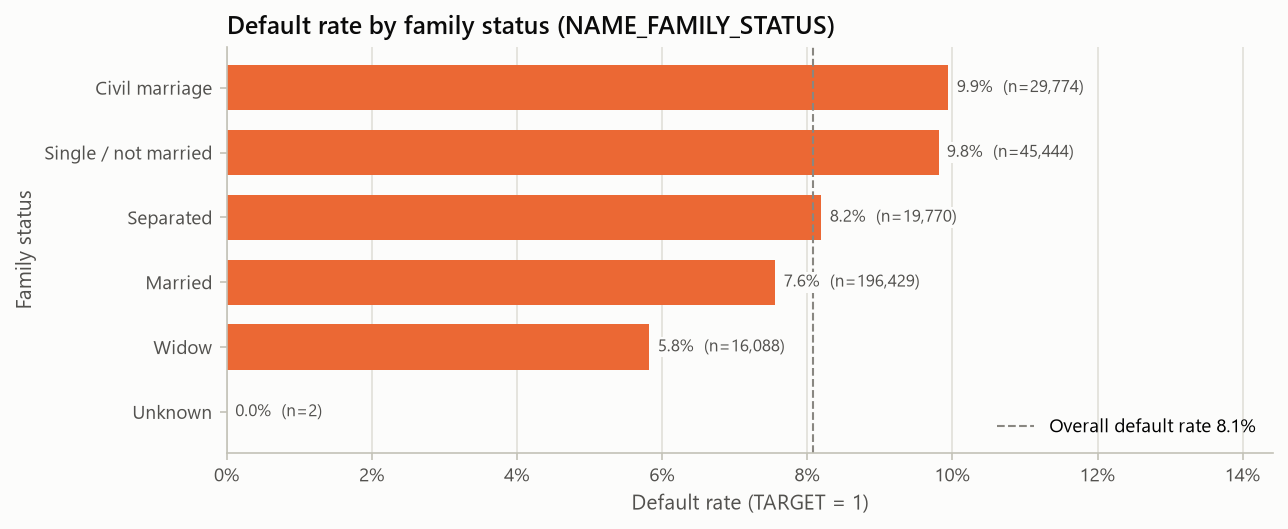 Default rate by family status (NAME_FAMILY_STATUS)
Family status
Civil marriage
9.9%  (n=29,774)
Single / not married
9.8%  (n=45,444)
Separated
8.2%  (n=19,770)
Married
7.6%  (n=196,429)
Widow
5.8%  (n=16,088)
Unknown
0.0%  (n=2)
Overall default rate 8.1%
0% 2% 4% 6% 8% 10% 12% 14%
Default rate (TARGET = 1)